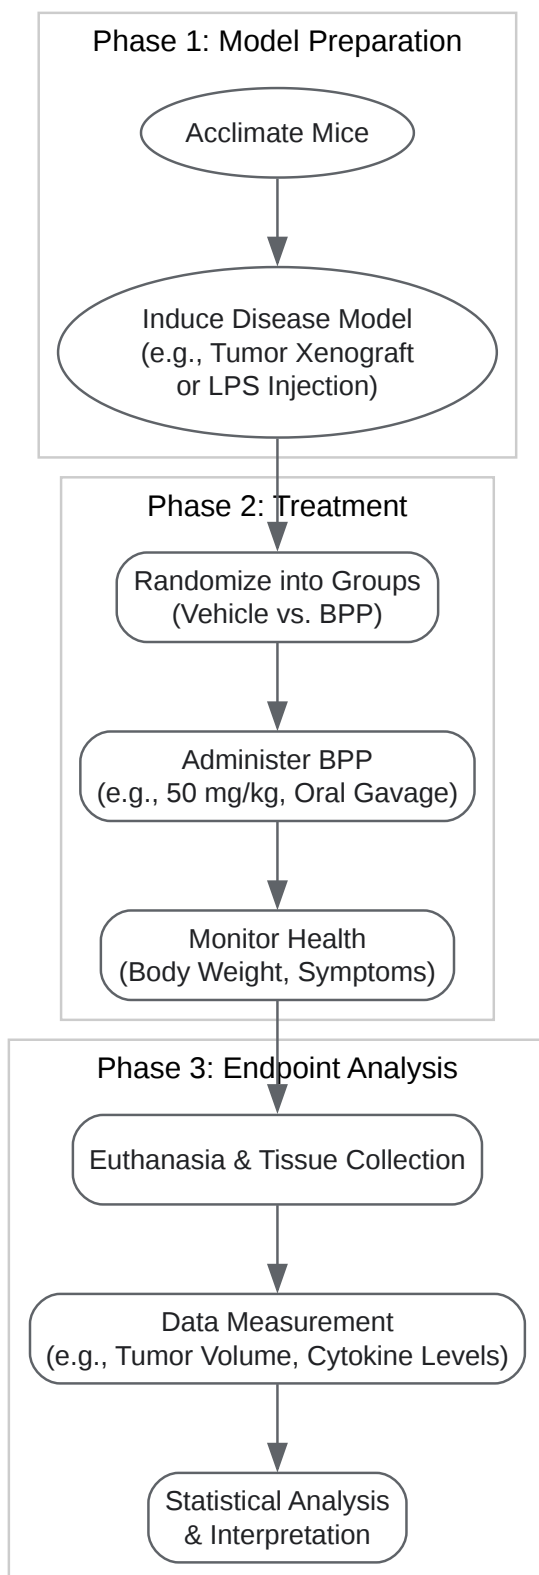 Phase 1: Model Preparation
Acclimate Mice
Induce Disease Model
(e.g., Tumor Xenograft
or LPS Injection)
Phase 2: Treatment
Randomize into Groups
(Vehicle vs. BPP)
Administer BPP
(e.g., 50 mg/kg, Oral Gavage)
Monitor Health
(Body Weight, Symptoms)
Phase 3: Endpoint Analysis
Euthanasia & Tissue Collection
Data Measurement
(e.g., Tumor Volume, Cytokine Levels)
Statistical Analysis
& Interpretation